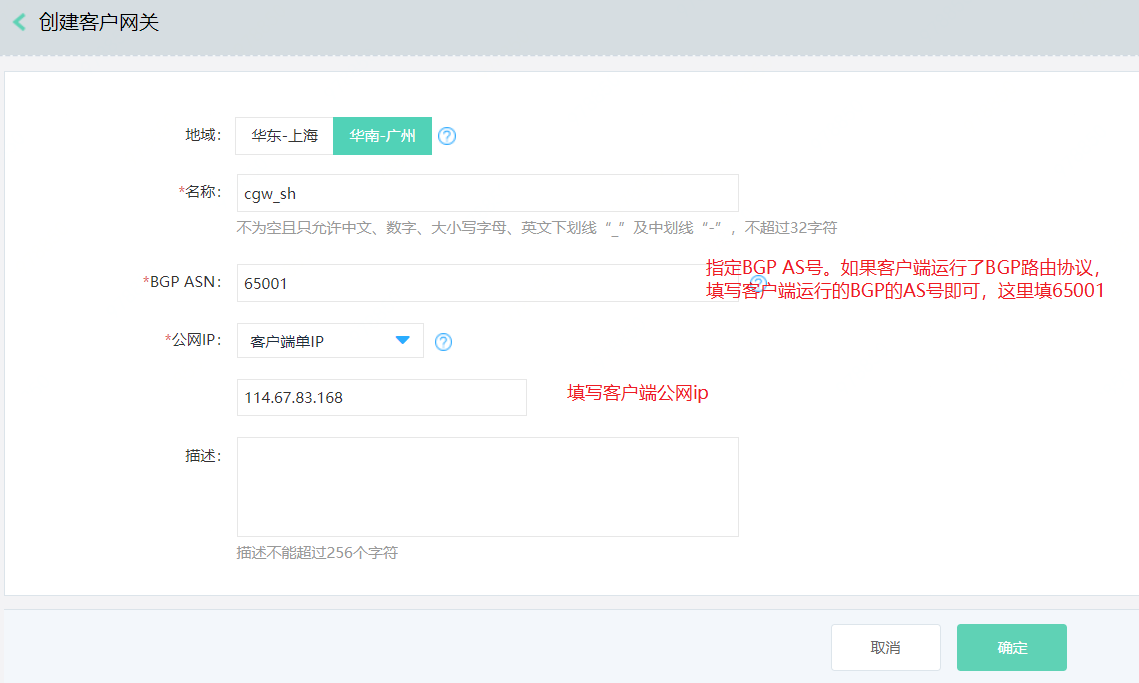 创建客户网关
地域： 华东-上海 华南-广州 ?
*名称： cgw_sh
不为空且只允许中文、数字、大小写字母、英文下划线“_”及中划线“-”，不超过32字符
*BGP ASN： 65001 ?
指定BGP AS号。如果客户端运行了BGP路由协议，
填写客户端运行的BGP的AS号即可，这里填65001
*公网IP： 客户端单IP ?
114.67.83.168 填写客户端公网ip
描述：
描述不能超过256个字符
取消 确定